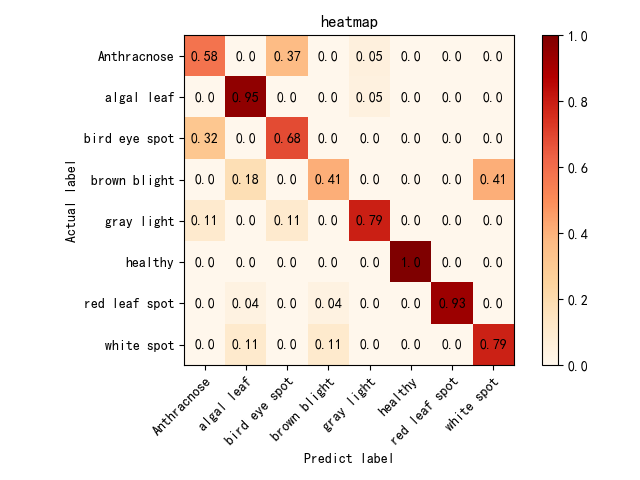 heatmap
Anthracnose 0.58 0.0 0.37 0.0 0.05 0.0 0.0 0.0
algal leaf 0.0 0.95 0.0 0.0 0.05 0.0 0.0 0.0
bird eye spot 0.32 0.0 0.68 0.0 0.0 0.0 0.0 0.0
brown blight 0.0 0.18 0.0 0.41 0.0 0.0 0.0 0.41
gray light 0.11 0.0 0.11 0.0 0.79 0.0 0.0 0.0
healthy 0.0 0.0 0.0 0.0 0.0 1.0 0.0 0.0
red leaf spot 0.0 0.04 0.0 0.04 0.0 0.0 0.93 0.0
white spot 0.0 0.11 0.0 0.11 0.0 0.0 0.0 0.79
Actual label
Anthracnose
algal leaf
bird eye spot
brown blight
gray light
healthy
red leaf spot
white spot
Predict label
1.0
0.8
0.6
0.4
0.2
0.0